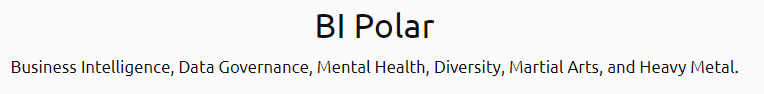 BI Polar
Business Intelligence, Data Governance, Mental Health, Diversity, Martial Arts, and Heavy Metal.